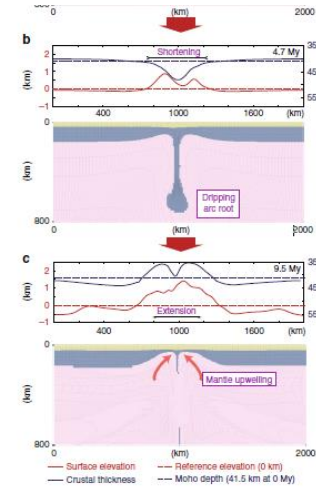 0 (km) 2000
b
Shortening 4.7 My
2 35
1 45
0
−1 55
(km)
400 1000 1600 (km)
0
Dripping
arc root
(km)
800
0 (km) 2000
c
9.5 My
2 35
1 45
0
−1 Extension 55
(km)
400 1000 1600 (km)
0
Mantle upwelling
(km)
800
0 (km) 2000
Surface elevation Reference elevation (0 km)
Crustal thickness Moho depth (41.5 km at 0 My)